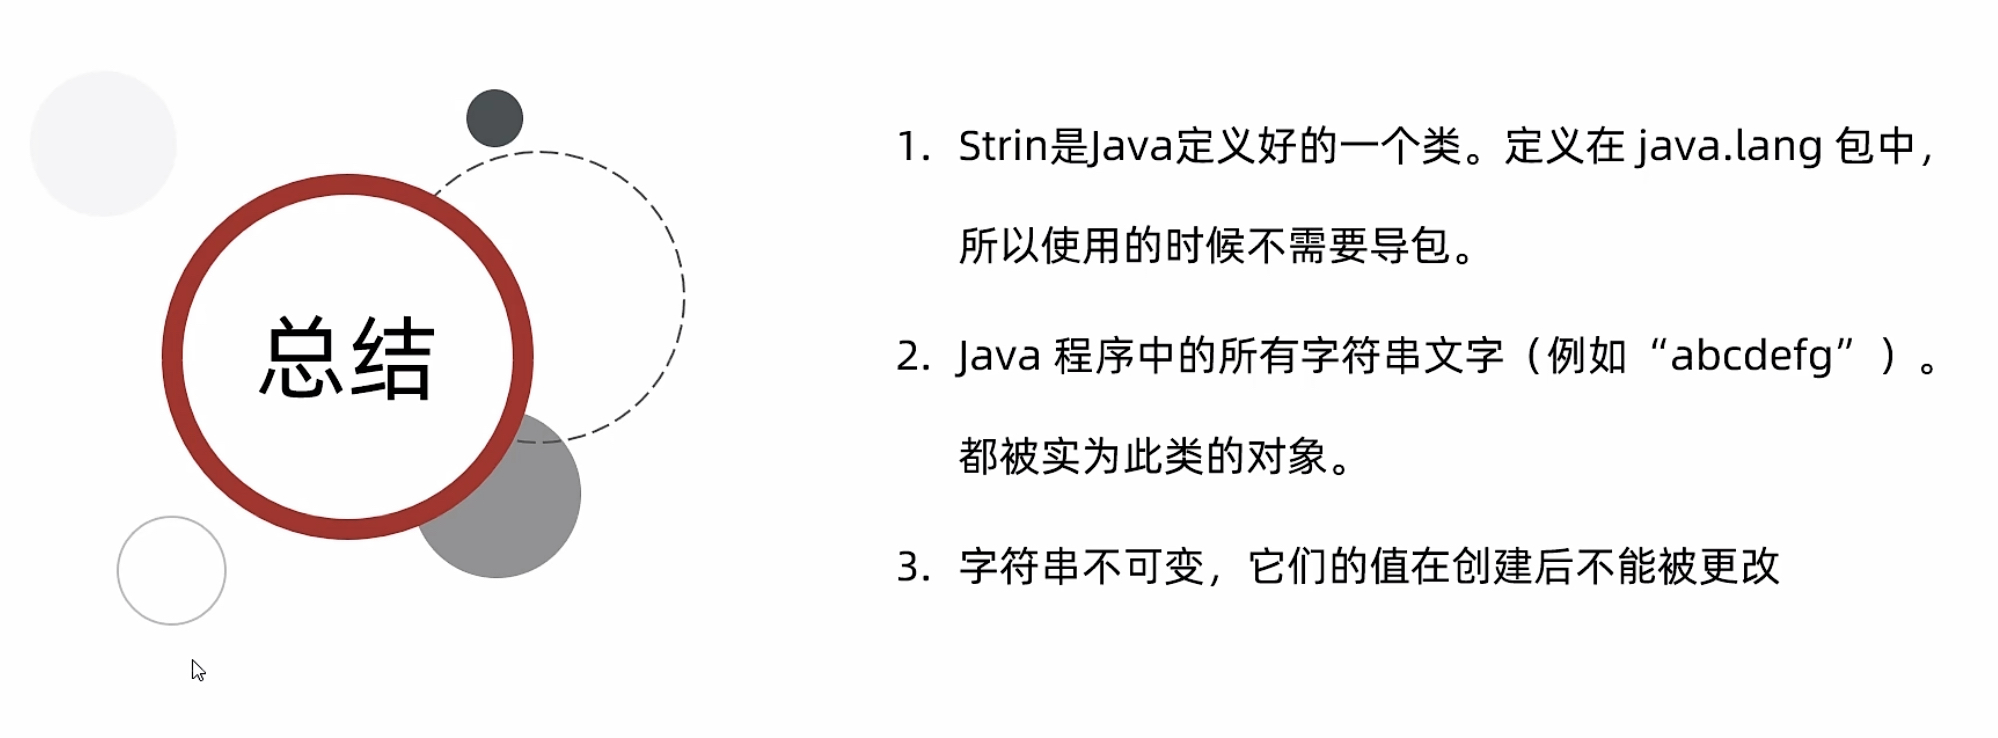 总结
1. Strin是Java定义好的一个类。定义在 java.lang 包中，
所以使用的时候不需要导包。
2. Java 程序中的所有字符串文字（例如“abcdefg”）。
都被实为此类的对象。
3. 字符串不可变，它们的值在创建后不能被更改